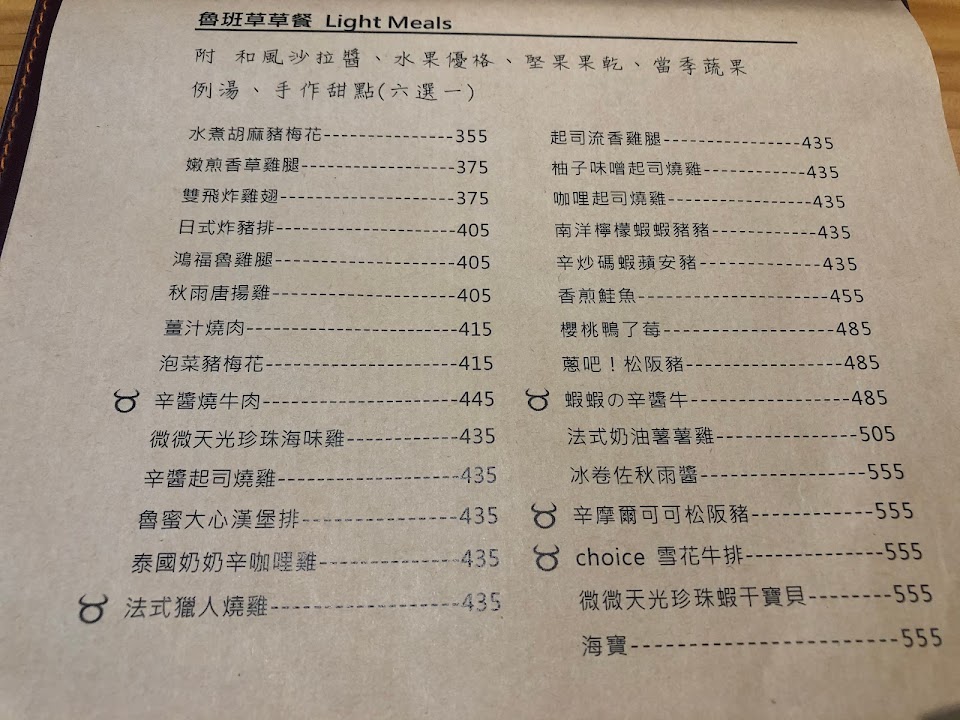 魯班草草餐 Light Meals
附 和風沙拉醬、水果優格、堅果果乾、當季蔬果
例湯、手作甜點(六選一)
水煮胡麻豬梅花---------------355
嫩煎香草雞腿------------------375
雙飛炸雞翅--------------------375
日式炸豬排--------------------405
鴻福魯雞腿--------------------405
秋雨唐揚雞--------------------405
薑汁燒肉----------------------415
泡菜豬梅花--------------------415
辛醬燒牛肉--------------------445
微微天光珍珠海味雞-----------435
辛醬起司燒雞-----------------435
魯蜜大心漢堡排---------------435
泰國奶奶辛咖哩雞-------------435
法式獵人燒雞-----------------435
起司流香雞腿-----------------435
柚子味噌起司燒雞------------435
咖哩起司燒雞-----------------435
南洋檸檬蝦蝦豬豬------------435
辛炒碼蝦蘋安豬--------------435
香煎鮭魚---------------------455
櫻桃鴨了莓-------------------485
蔥吧！松阪豬-----------------485
蝦蝦の辛醬牛-----------------485
法式奶油薯薯雞--------------505
冰卷佐秋雨醬----------------555
辛摩爾可可松阪豬-----------555
choice 雪花牛排-------------555
微微天光珍珠蝦干寶貝--------555
海寶-------------------------555